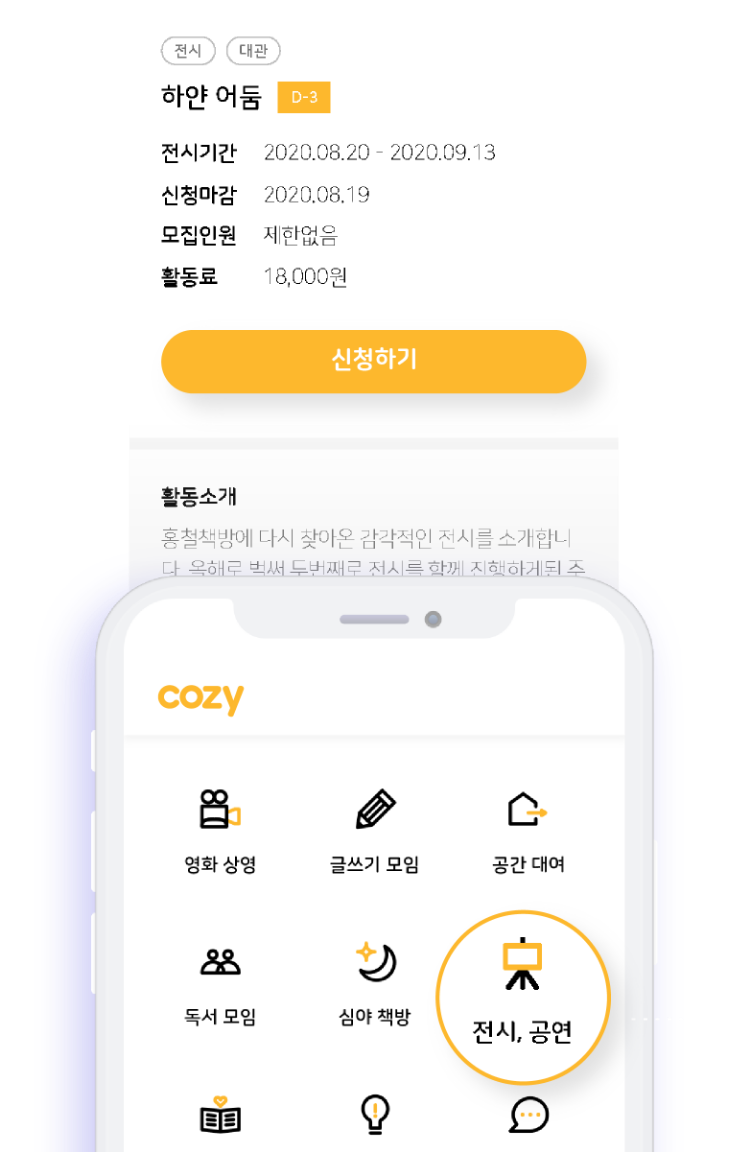 전시 대관
하얀 어둠 D-3
전시기간 2020.08.20 - 2020.09.13
신청마감 2020.08.19
모집인원 제한없음
활동료 18,000원
신청하기
활동소개
홍철책방에 다시 찾아온 감각적인 전시를 소개합니
다. 올해로 벌써 두번째로 전시를 함께 진행하게된 주
cozy
영화 상영 글쓰기 모임 공간 대여
독서 모임 심야 책방 전시, 공연